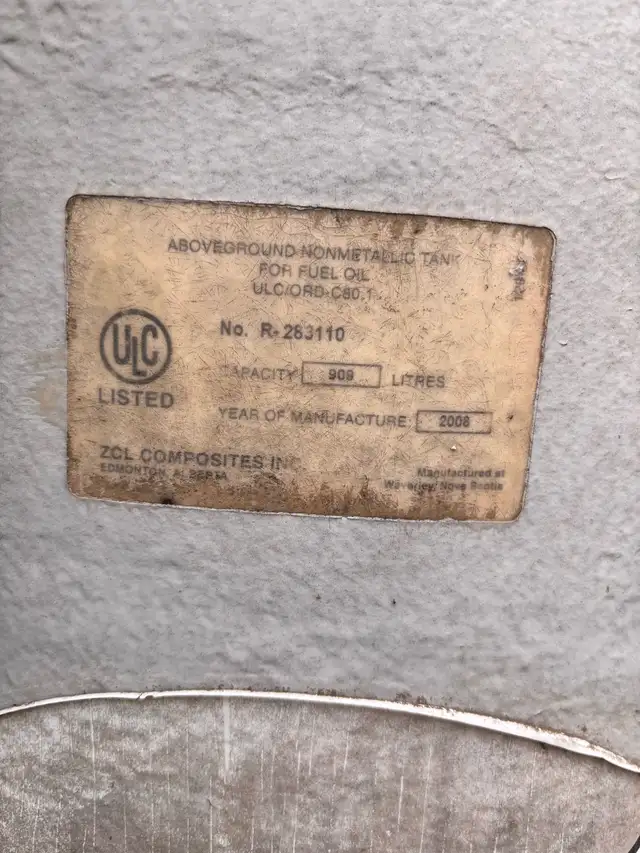 ABOVEGROUND NONMETALLIC TANK
FOR FUEL OIL
ULC/ORD-C80.1
ULC
LISTED
No. R-283110
CAPACITY 909 LITRES
YEAR OF MANUFACTURE 2008
ZCL COMPOSITES INC
EDMONTON, ALBERTA
Manufactured at
Waverley, Nova Scotia